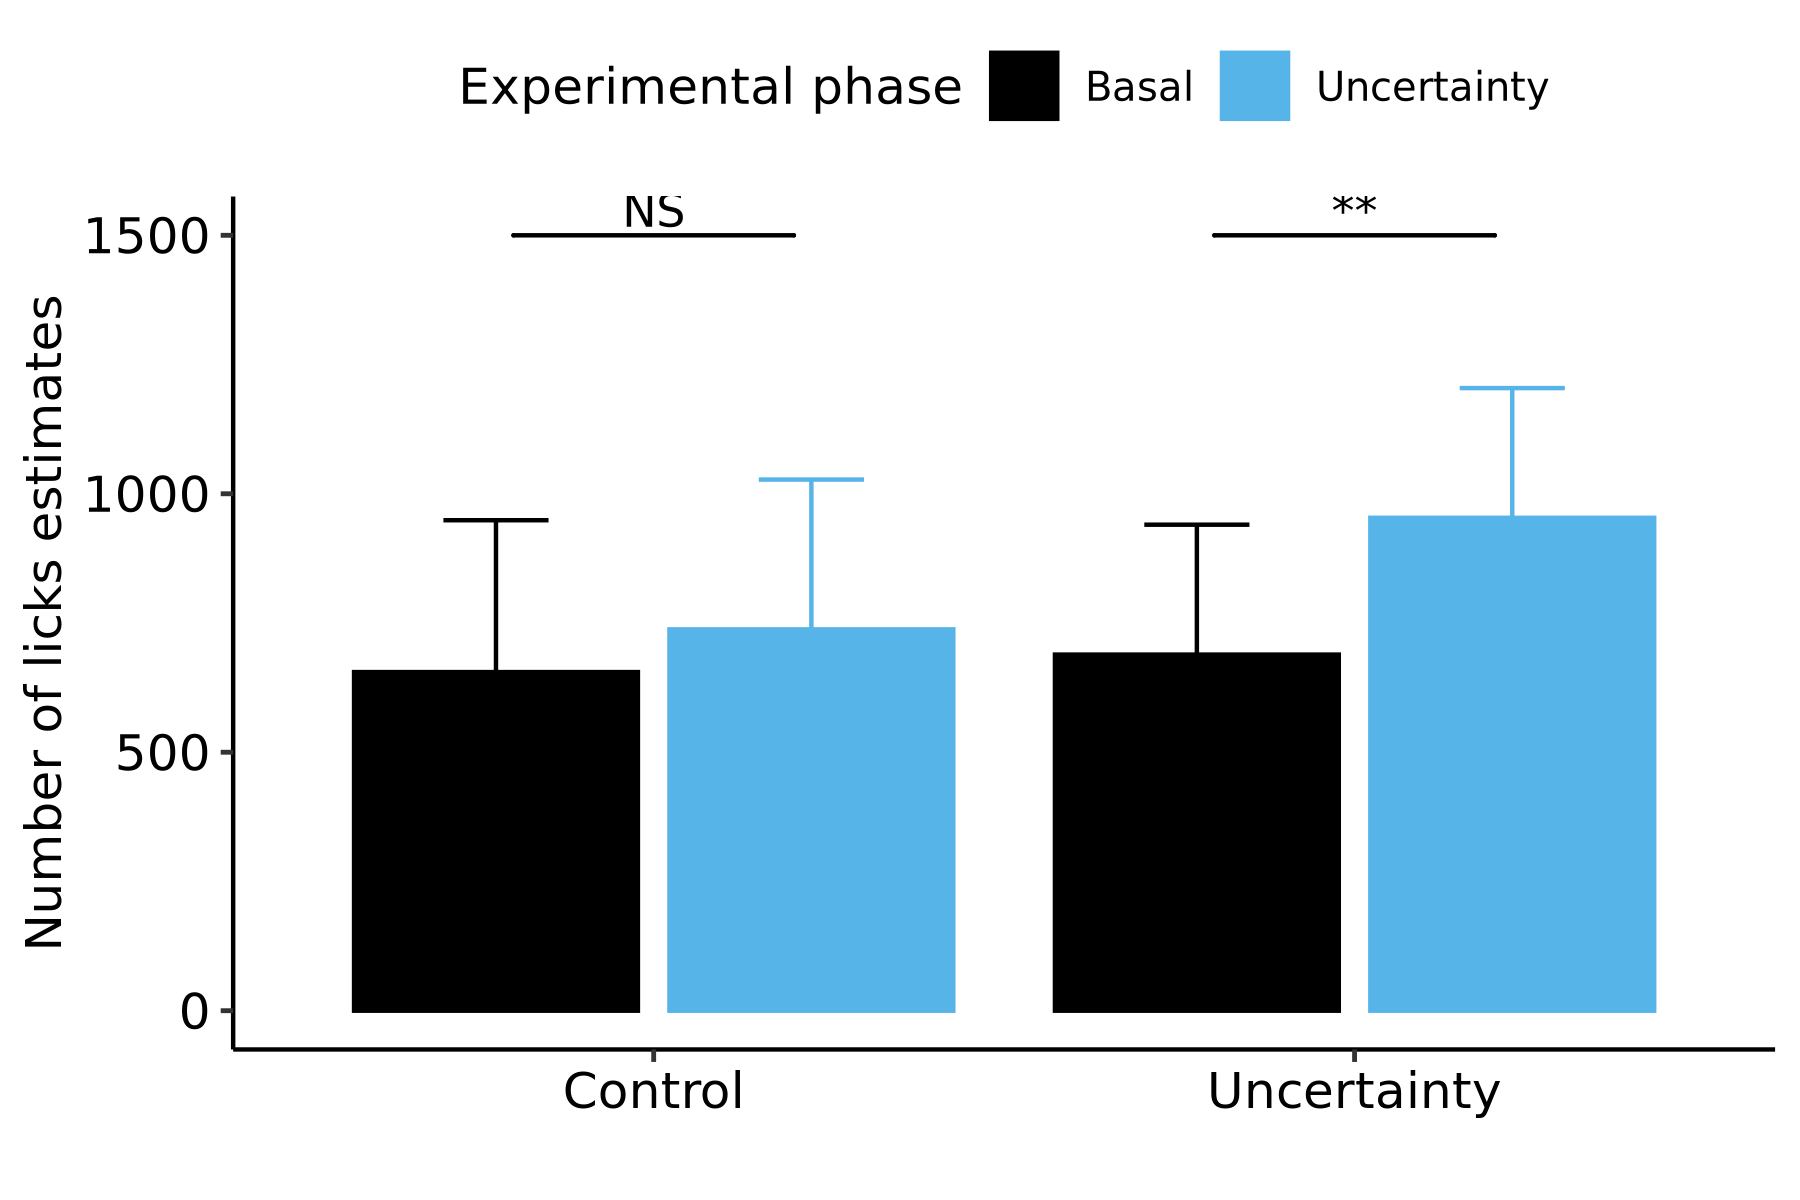 Experimental phase Basal Uncertainty
NS **
1500
1000
500
0
Number of licks estimates
Control Uncertainty